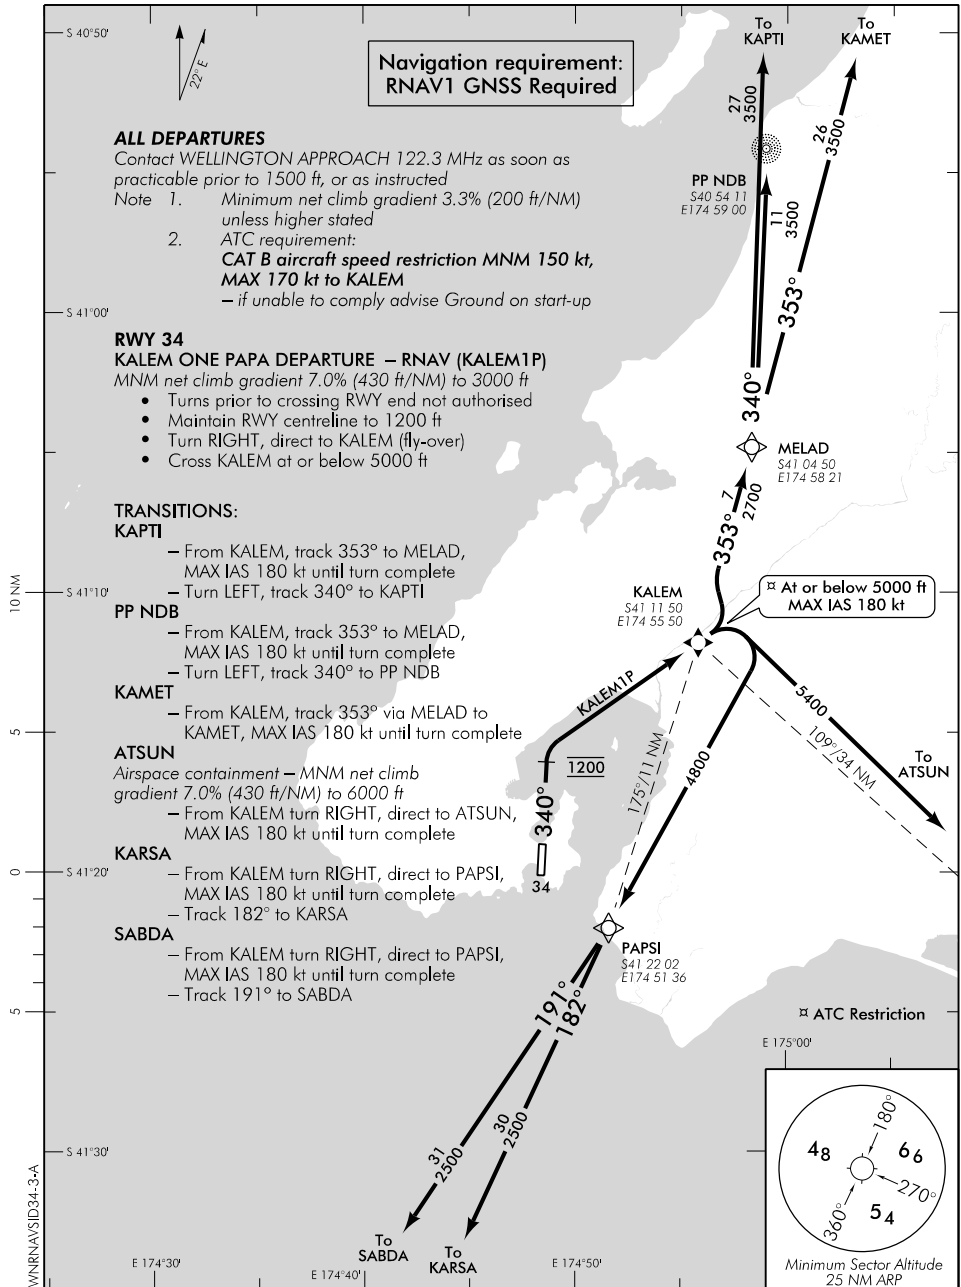 S 40°50'
22° E
Navigation requirement:
RNAV1 GNSS Required
To
KAPTI
To
KAMET
27
3500
26
3500
PP NDB
S40 54 11
E174 59 00
11
3500
ALL DEPARTURES
Contact WELLINGTON APPROACH 122.3 MHz as soon as
practicable prior to 1500 ft, or as instructed
Note 1. Minimum net climb gradient 3.3% (200 ft/NM)
unless higher stated
2. ATC requirement:
CAT B aircraft speed restriction MNM 150 kt,
MAX 170 kt to KALEM
– if unable to comply advise Ground on start-up
S 41°00'
353°
340°
RWY 34
KALEM ONE PAPA DEPARTURE – RNAV (KALEM1P)
MNM net climb gradient 7.0% (430 ft/NM) to 3000 ft
• Turns prior to crossing RWY end not authorised
• Maintain RWY centreline to 1200 ft
• Turn RIGHT, direct to KALEM (fly-over)
• Cross KALEM at or below 5000 ft
MELAD
S41 04 50
E174 58 21
353°
7
2700
TRANSITIONS:
KAPTI
– From KALEM, track 353° to MELAD,
MAX IAS 180 kt until turn complete
– Turn LEFT, track 340° to KAPTI
PP NDB
– From KALEM, track 353° to MELAD,
MAX IAS 180 kt until turn complete
– Turn LEFT, track 340° to PP NDB
KAMET
– From KALEM, track 353° via MELAD to
KAMET, MAX IAS 180 kt until turn complete
ATSUN
Airspace containment – MNM net climb
gradient 7.0% (430 ft/NM) to 6000 ft
– From KALEM turn RIGHT, direct to ATSUN,
MAX IAS 180 kt until turn complete
KARSA
– From KALEM turn RIGHT, direct to PAPSI,
MAX IAS 180 kt until turn complete
– Track 182° to KARSA
SABDA
– From KALEM turn RIGHT, direct to PAPSI,
MAX IAS 180 kt until turn complete
– Track 191° to SABDA
10 NM
S 41°10'
5
0
S 41°20'
5
KALEM
S41 11 50
E174 55 50
¤ At or below 5000 ft
MAX IAS 180 kt
KALEM1P
1200
340°
34
175°/11 NM
4800
5400
109°/34 NM
To
ATSUN
PAPSI
S41 22 02
E174 51 36
191°
182°
¤ ATC Restriction
E 175°00'
S 41°30'
31
2500
30
2500
To
SABDA
To
KARSA
E 174°30'
E 174°40'
E 174°50'
180°
48
66
270°
54
360°
Minimum Sector Altitude
25 NM ARP
WNRNAVSID34-3-A